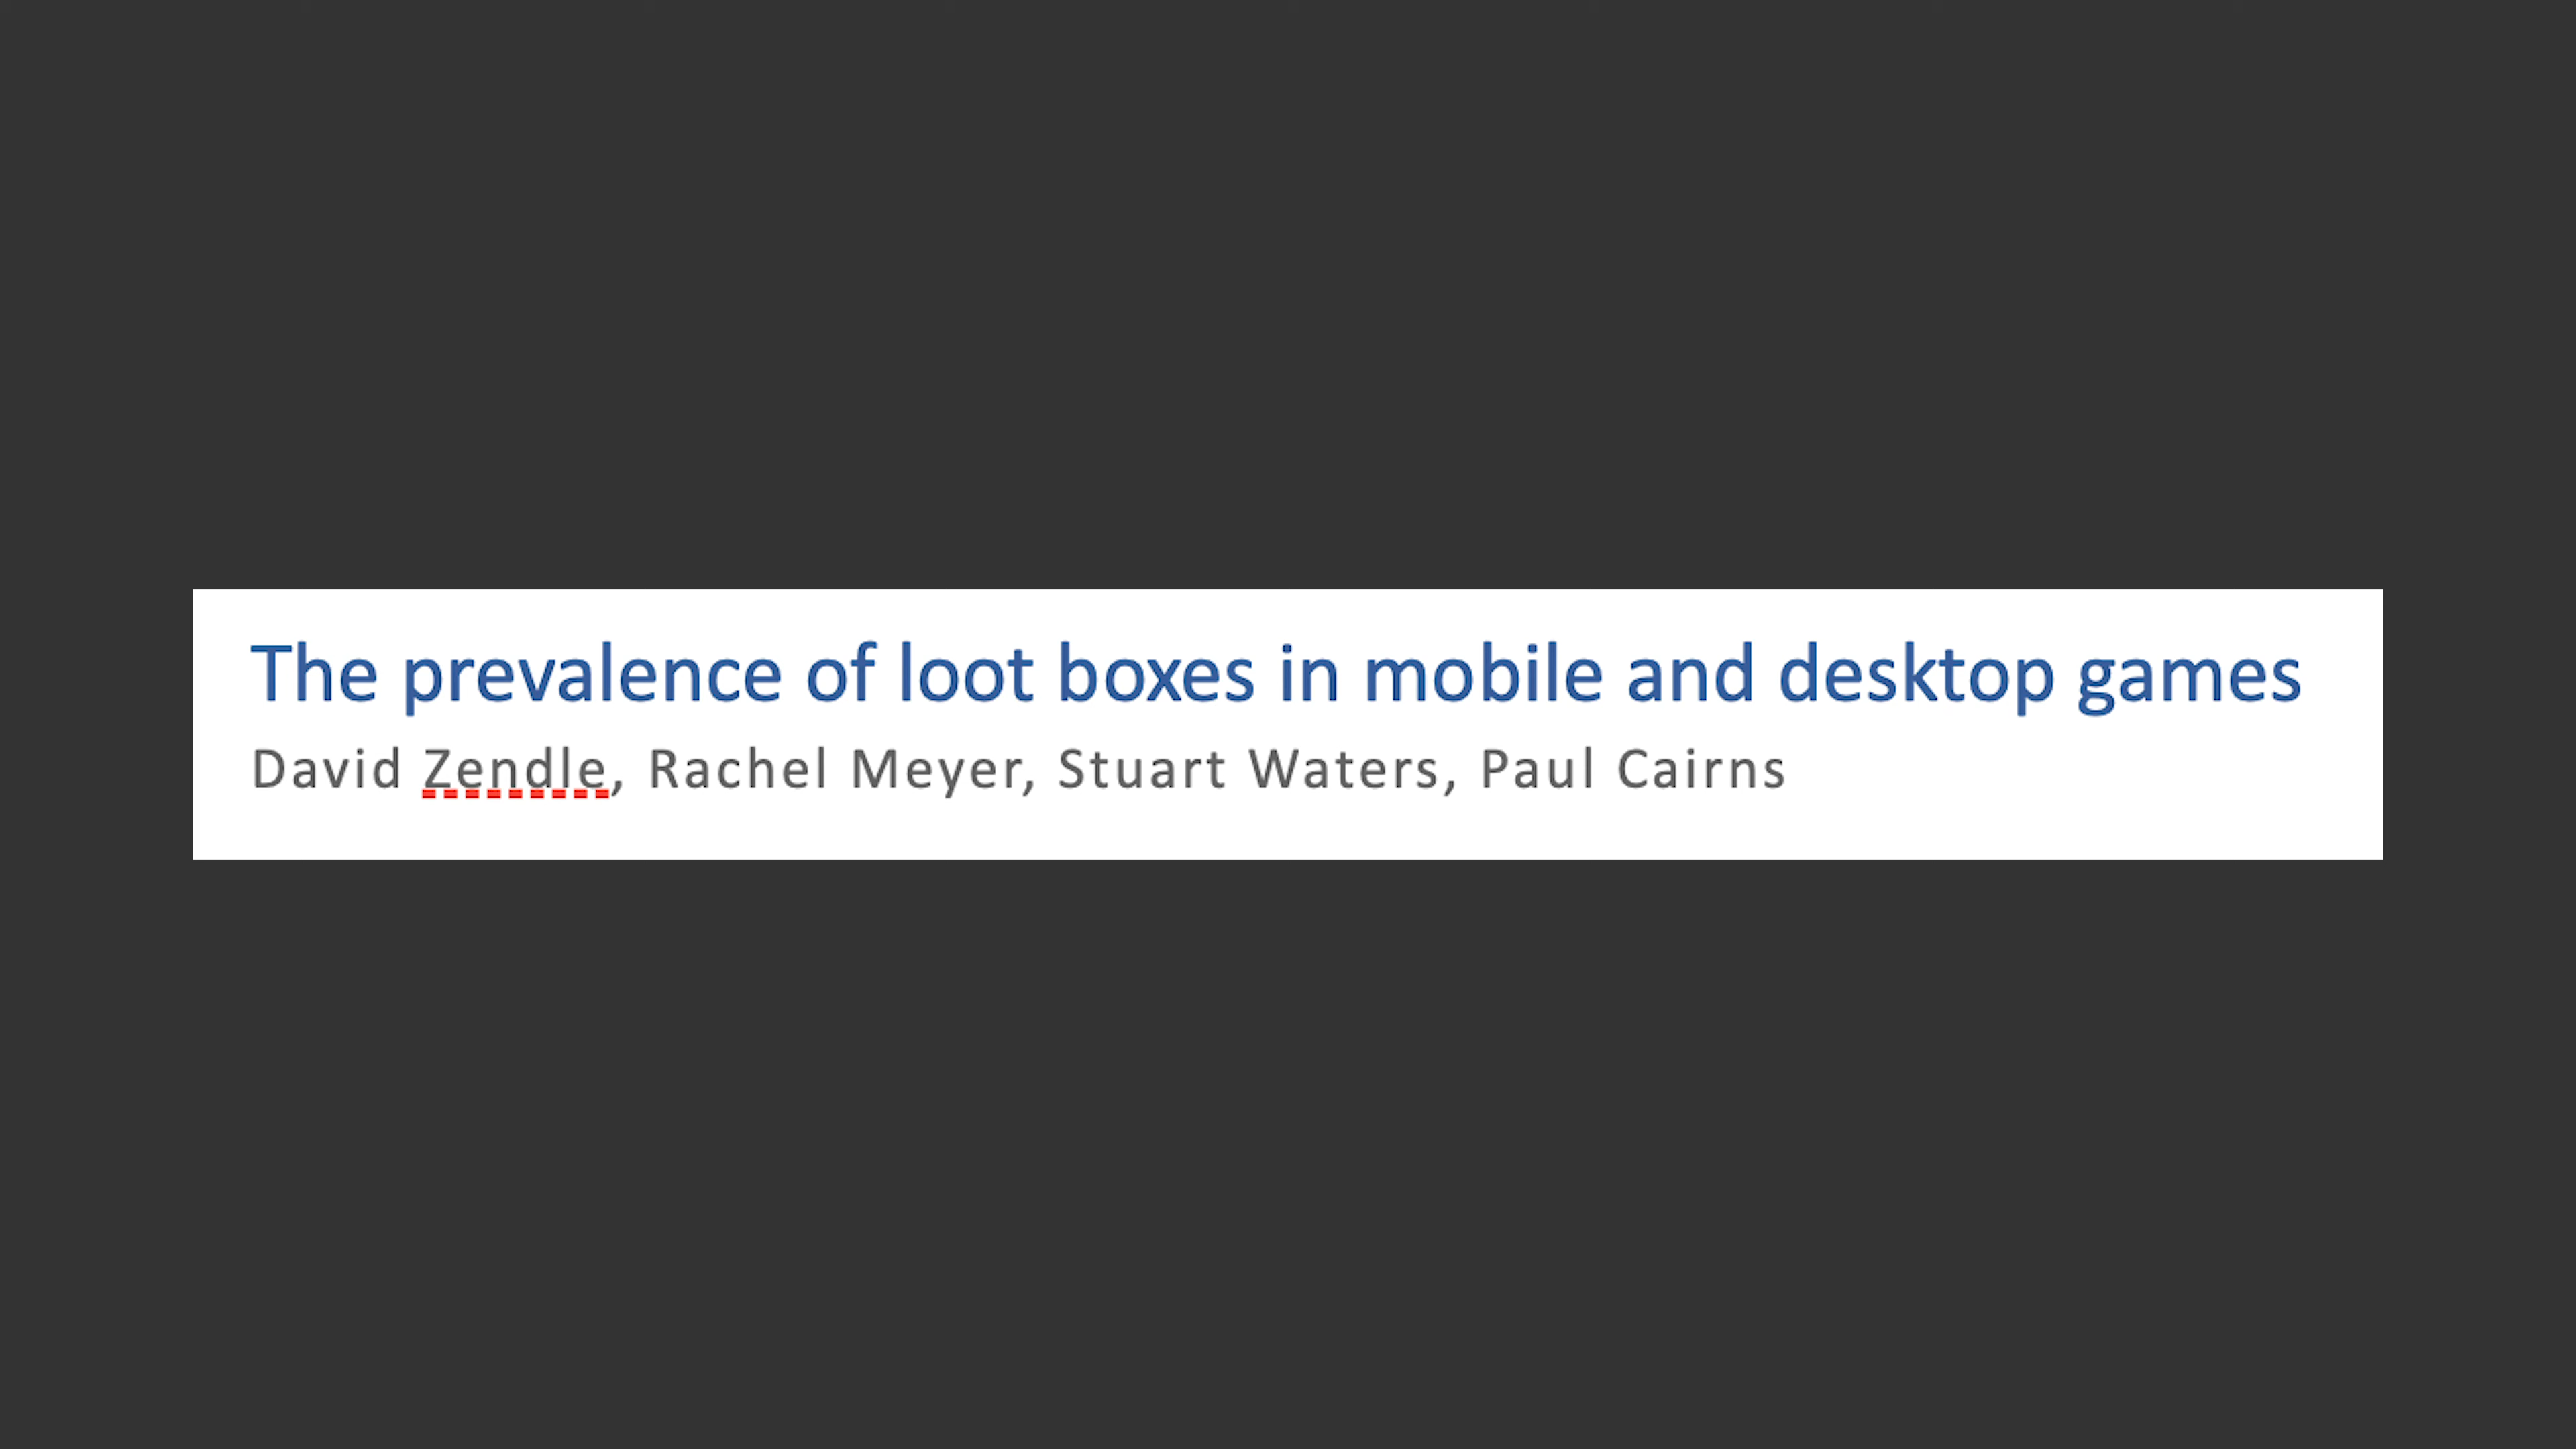 The prevalence of loot boxes in mobile and desktop games
David Zendle, Rachel Meyer, Stuart Waters, Paul Cairns